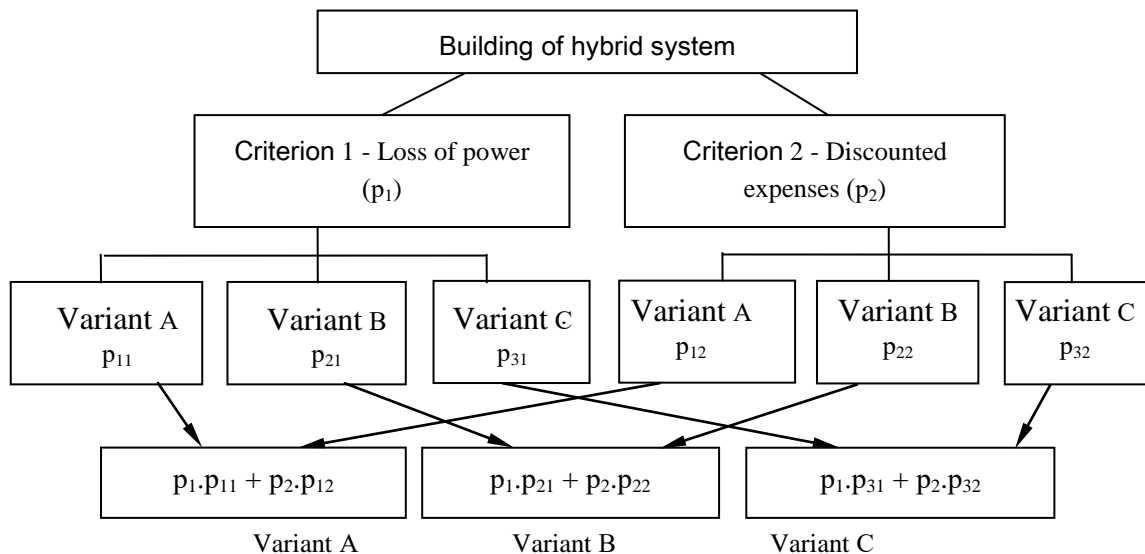 Building of hybrid system
Criterion 1 - Loss of power
(p₁)
Criterion 2 - Discounted
expenses (p₂)
Variant A
p₁₁
Variant B
p₂₁
Variant C
p₃₁
Variant A
p₁₂
Variant B
p₂₂
Variant C
p₃₂
p₁.p₁₁ + p₂.p₁₂
p₁.p₂₁ + p₂.p₂₂
p₁.p₃₁ + p₂.p₃₂
Variant A
Variant B
Variant C